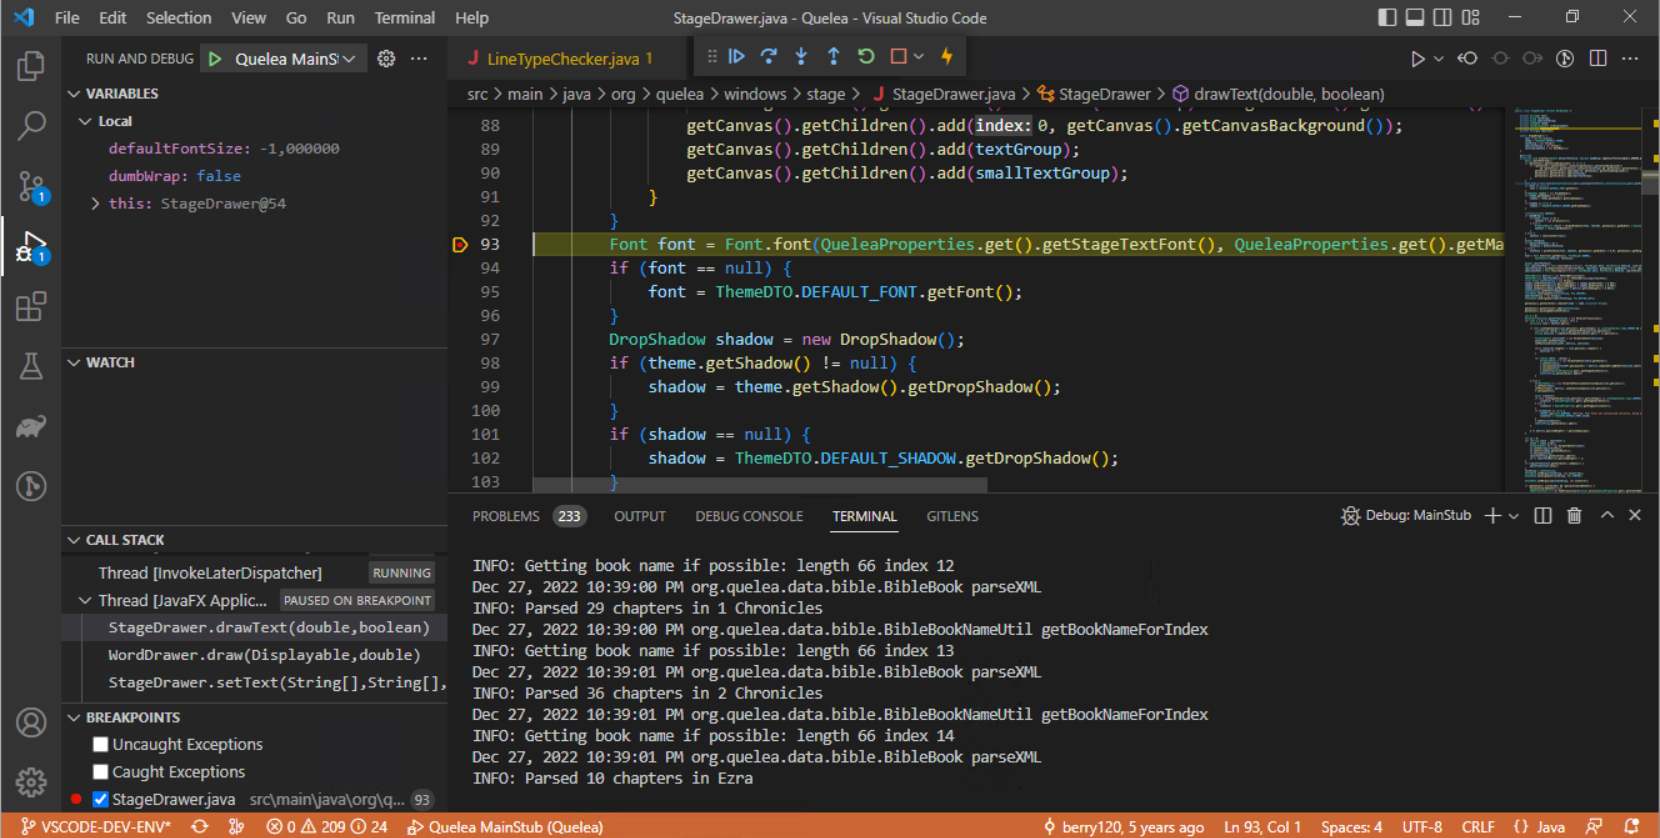 File Edit Selection View Go Run Terminal Help
StageDrawer.java - Quelea - Visual Studio Code
RUN AND DEBUG
Quelea MainS
VARIABLES
Local
defaultFontSize: -1,000000
dumbWrap: false
this: StageDrawer@54
WATCH
CALL STACK
Thread [InvokeLaterDispatcher] RUNNING
Thread [JavaFX Applic... PAUSED ON BREAKPOINT
StageDrawer.drawText(double,boolean)
WordDrawer.draw(Displayable,double)
StageDrawer.setText(String[],String[],
BREAKPOINTS
Uncaught Exceptions
Caught Exceptions
StageDrawer.java src\main\java\org\q... 93
1
1
LineTypeChecker.java 1
src > main > java > org > quelea > windows > stage > StageDrawer.java > StageDrawer > drawText(double, boolean)
88 getCanvas().getChildren().add(index: 0, getCanvas().getCanvasBackground());
89 getCanvas().getChildren().add(textGroup);
90 getCanvas().getChildren().add(smallTextGroup);
91 }
92 }
93 Font font = Font.font(QueleaProperties.get().getStageTextFont(), QueleaProperties.get().getMa
94 if (font == null) {
95 font = ThemeDTO.DEFAULT_FONT.getFont();
96 }
97 DropShadow shadow = new DropShadow();
98 if (theme.getShadow() != null) {
99 shadow = theme.getShadow().getDropShadow();
100 }
101 if (shadow == null) {
102 shadow = ThemeDTO.DEFAULT_SHADOW.getDropShadow();
103 }
PROBLEMS 233 OUTPUT DEBUG CONSOLE TERMINAL GITLENS
Debug: MainStub
INFO: Getting book name if possible: length 66 index 12
Dec 27, 2022 10:39:00 PM org.quelea.data.bible.BibleBook parseXML
INFO: Parsed 29 chapters in 1 Chronicles
Dec 27, 2022 10:39:00 PM org.quelea.data.bible.BibleBookNameUtil getBookNameForIndex
INFO: Getting book name if possible: length 66 index 13
Dec 27, 2022 10:39:01 PM org.quelea.data.bible.BibleBook parseXML
INFO: Parsed 36 chapters in 2 Chronicles
Dec 27, 2022 10:39:01 PM org.quelea.data.bible.BibleBookNameUtil getBookNameForIndex
INFO: Getting book name if possible: length 66 index 14
Dec 27, 2022 10:39:01 PM org.quelea.data.bible.BibleBook parseXML
INFO: Parsed 10 chapters in Ezra
VSCODE-DEV-ENV* 0 209 24 Quelea MainStub (Quelea)
berry120, 5 years ago Ln 93, Col 1 Spaces: 4 UTF-8 CRLF {} Java